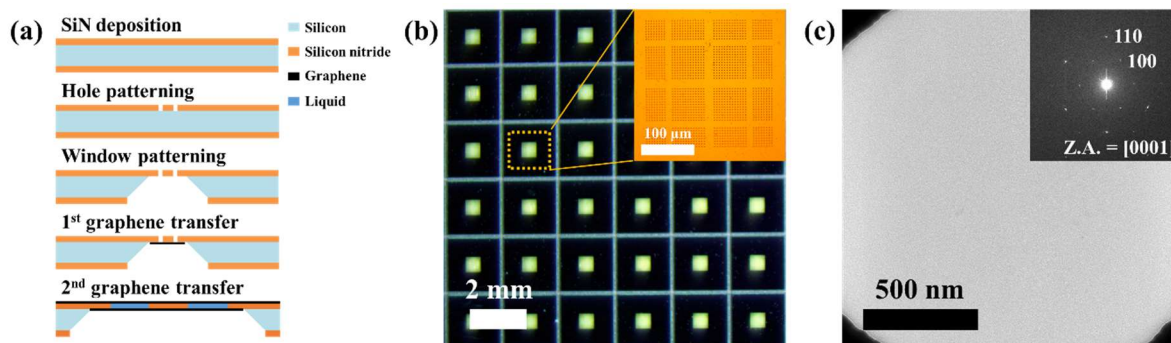 (a)
SiN deposition
Hole patterning
Window patterning
1st graphene transfer
2nd graphene transfer
Silicon
Silicon nitride
Graphene
Liquid
(b)
100 μm
2 mm
(c)
110
100
Z.A. = [0001]
500 nm